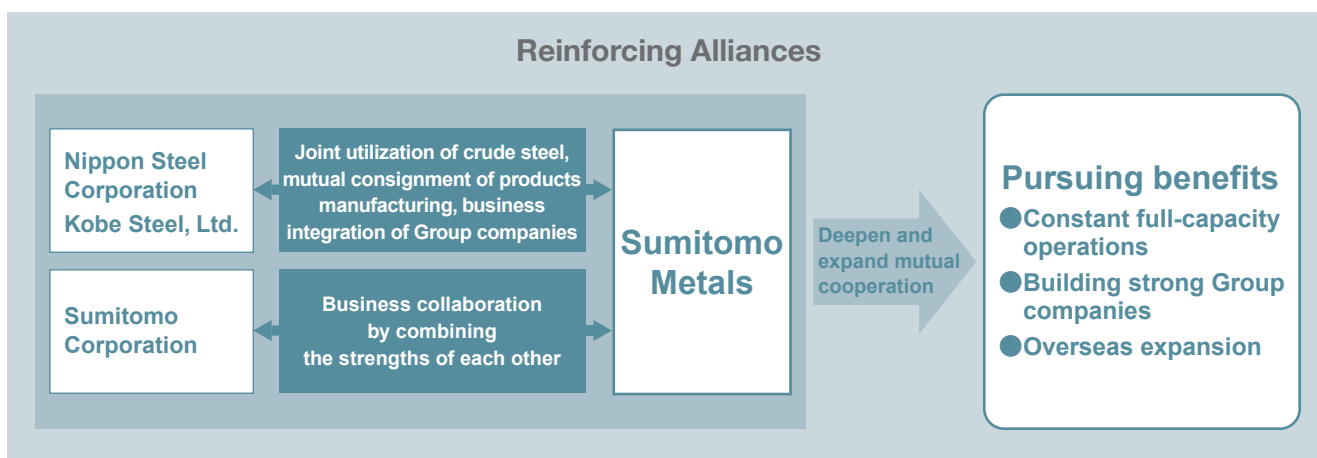 Reinforcing Alliances
Nippon Steel
Corporation
Kobe Steel, Ltd.
Joint utilization of crude steel,
mutual consignment of products
manufacturing, business
integration of Group companies
Sumitomo
Corporation
Business collaboration
by combining
the strengths of each other
Sumitomo
Metals
Deepen and
expand mutual
cooperation
Pursuing benefits
●Constant full-capacity
operations
●Building strong Group
companies
●Overseas expansion